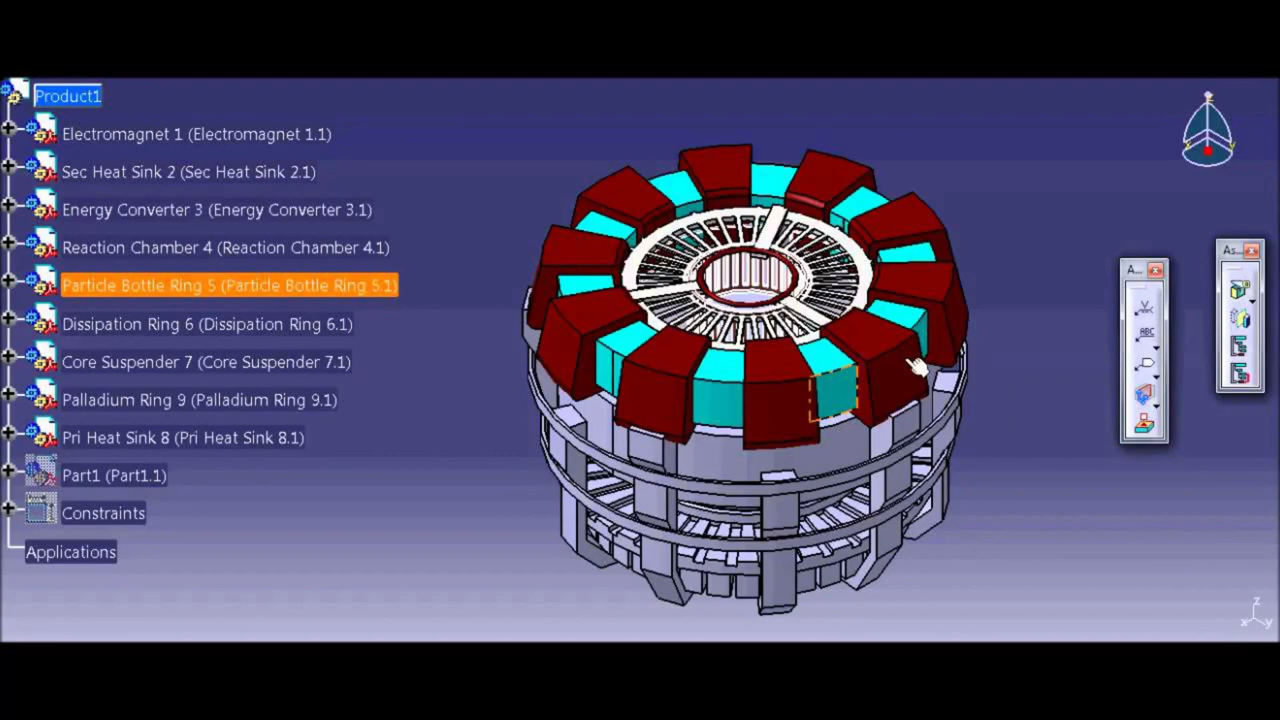 Product1
Electromagnet 1 (Electromagnet 1.1)
Sec Heat Sink 2 (Sec Heat Sink 2.1)
Energy Converter 3 (Energy Converter 3.1)
Reaction Chamber 4 (Reaction Chamber 4.1)
Particle Bottle Ring 5 (Particle Bottle Ring 5.1)
Dissipation Ring 6 (Dissipation Ring 6.1)
Core Suspender 7 (Core Suspender 7.1)
Palladium Ring 9 (Palladium Ring 9.1)
Pri Heat Sink 8 (Pri Heat Sink 8.1)
Part1 (Part1.1)
Constraints
Applications
A...
As...
ABC
z
x y